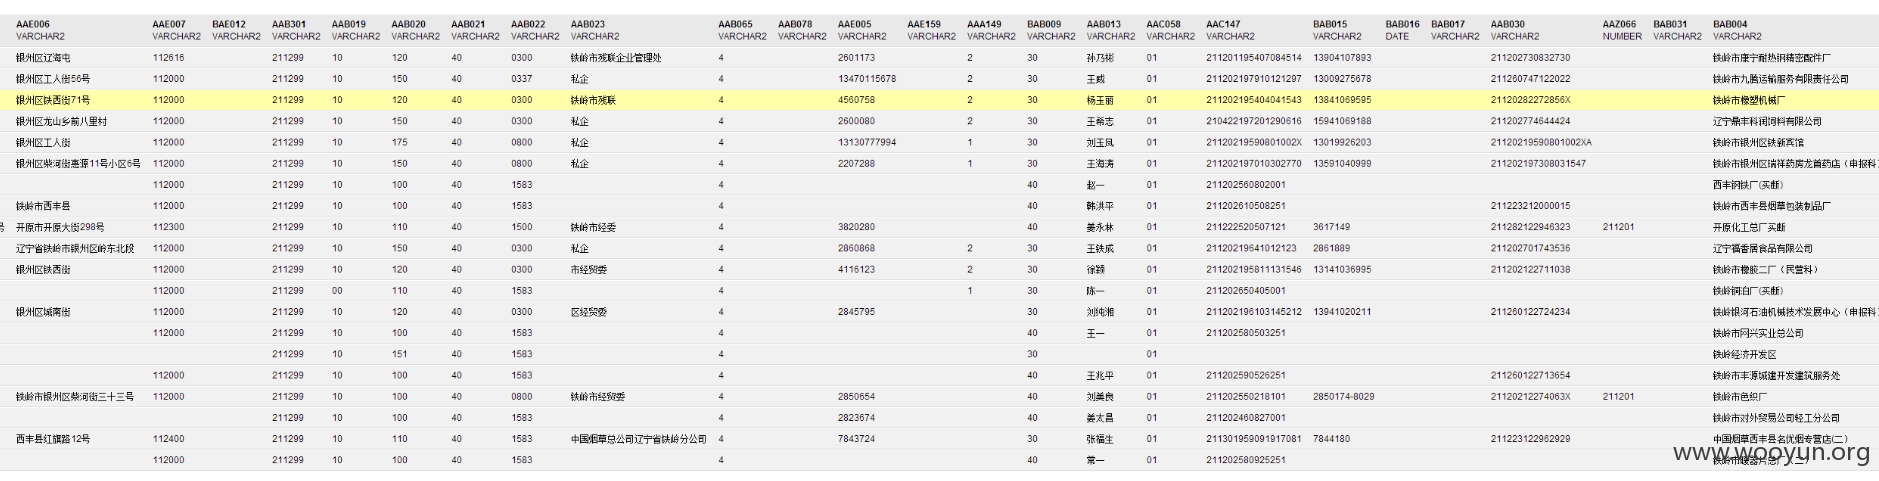 AAE006 AAE007 BAE012 AAB301 AAB019 AAB020 AAB021 AAB022 AAB023 AAB065 AAB078 AAE005 AAE159 AAA149 BAB009 AAB013 AAC058 AAC147 BAB015 BAB016 BAB017 AAB030 AAZ066 BAB031 BAB004
VARCHAR2 VARCHAR2 VARCHAR2 VARCHAR2 VARCHAR2 VARCHAR2 VARCHAR2 VARCHAR2 VARCHAR2 VARCHAR2 VARCHAR2 VARCHAR2 VARCHAR2 VARCHAR2 VARCHAR2 VARCHAR2 VARCHAR2 VARCHAR2 VARCHAR2 DATE VARCHAR2 VARCHAR2 NUMBER VARCHAR2 VARCHAR2
银州区辽海屯 112616 211299 10 120 40 0300 铁岭市残联企业管理处 4 2601173 2 30 孙乃彬 01 211201195407084514 13904107893 211202730832730 铁岭市康宁耐热钢精密配件厂
银州区工人街56号 112000 211299 10 150 40 0337 私企 4 13470115678 2 30 王威 01 211202197910121297 13009275678 211260747122022 铁岭市九腾运输服务有限责任公司
银州区铁西街71号 112000 211299 10 120 40 0300 铁岭市残联 4 4560758 2 30 杨玉丽 01 211202195404041543 13841069595 21120282272856X 铁岭市橡塑机械厂
银州区龙山乡前八里村 112000 211299 10 150 40 0300 私企 4 2600080 2 30 王希志 01 210422197201290616 15941069188 211202774644424 辽宁鼎丰科润饲料有限公司
银州区工人街 112000 211299 10 175 40 0800 私企 4 13130777994 1 30 刘玉凤 01 21120219590801002X 13019926203 21120219590801002XA 铁岭市银州区铁新宾馆
银州区柴河街惠源11号小区6号 112000 211299 10 150 40 0800 私企 4 2207288 1 30 王海涛 01 211202197010302770 13591040999 211202197308031547 铁岭市银州区瑞祥药房龙首药店（申报科）
112000 211299 10 100 40 1583 4 40 赵一 01 211202560802001 西丰钢铁厂(买断)
铁岭市西丰县 112000 211299 10 100 40 1583 4 40 韩洪平 01 211202610508251 211223212000015 铁岭市西丰县烟草包装制品厂
号 开原市开原大街298号 112300 211299 10 110 40 1500 铁岭市经委 4 3820280 40 姜永林 01 211222520507121 3617149 211282122946323 211201 开原化工总厂买断
辽宁省铁岭市银州区岭东北段 112000 211299 10 150 40 0300 私企 4 2860868 2 30 王铁成 01 21120219641012123 2861889 211202701743536 辽宁福香居食品有限公司
银州区铁西街 112000 211299 10 120 40 0300 市经贸委 4 4116123 2 30 徐颖 01 211202195811131546 13141036995 211202122711038 铁岭市橡胶二厂（民营科）
112000 211299 00 110 40 1583 4 1 30 陈一 01 211202650405001 铁岭铜铂厂(买断)
银州区城南街 112000 211299 10 120 40 0300 区经贸委 4 2845795 30 刘纯湘 01 211202196103145212 13941020211 211260122724234 铁岭银河石油机械技术发展中心（申报科）
112000 211299 10 100 40 1583 4 40 王一 01 211202580503251 铁岭市网兴实业总公司
211299 10 151 40 1583 4 30 01 铁岭经济开发区
112000 211299 10 100 40 1583 4 40 王兆平 01 211202590526251 211260122713654 铁岭市丰源城建开发建筑服务处
铁岭市银州区柴河街三十三号 112000 211299 10 100 40 0800 铁岭市经贸委 4 2850654 40 刘美良 01 211202550218101 2850174-8029 21120212274063X 211201 铁岭市色织厂
112000 211299 10 100 40 1583 4 2823674 40 姜太昌 01 211202460827001 铁岭市对外贸易公司轻工分公司
西丰县红旗路12号 112400 211299 10 110 40 1583 中国烟草总公司辽宁省铁岭分公司 4 7843724 30 张福生 01 211301959091917081 7844180 211223122962929 中国烟草西丰县名优烟专营店(二)
112000 211299 10 100 40 1583 4 40 常一 01 211202580925251 铁岭市暖器片总厂（二）
www.wooyun.org